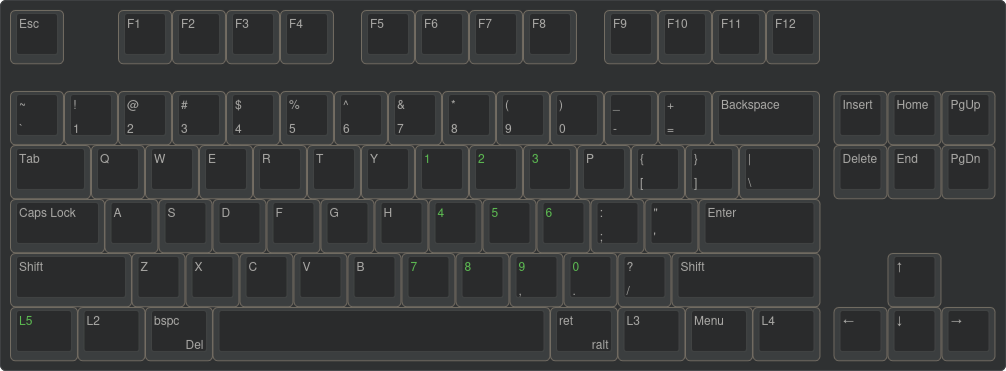 Esc F1 F2 F3 F4 F5 F6 F7 F8 F9 F10 F11 F12
~ ! @ # $ % ^ & * ( ) _ + Backspace Insert Home PgUp
` 1 2 3 4 5 6 7 8 9 0 - =
Tab Q W E R T Y 1 2 3 P { } | Delete End PgDn
[ ] \
Caps Lock A S D F G H 4 5 6 : " Enter
; '
Shift Z X C V B 7 8 9 0 ? Shift ↑
, . /
L5 L2 bspc ret L3 Menu L4 ← ↓ →
Del ralt